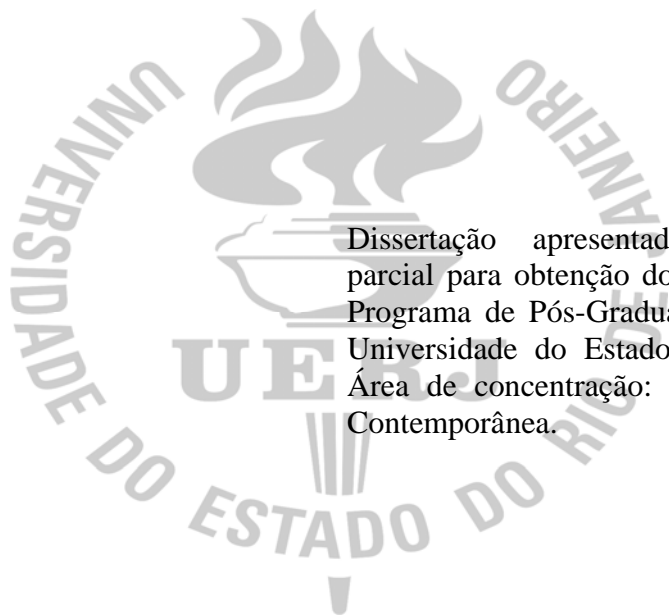 UNIVERSIDADE DO ESTADO DO RIO DE JANEIRO
UERJ
Dissertação apresentad
parcial para obtenção do
Programa de Pós-Gradua
Universidade do Estado
Área de concentração:
Contemporânea.